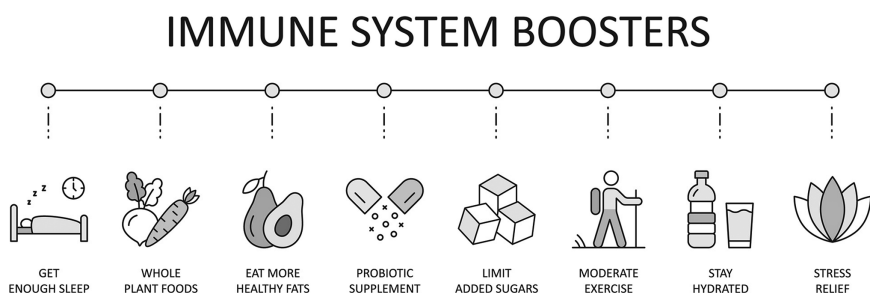 IMMUNE SYSTEM BOOSTERS
z z z
GET
ENOUGH SLEEP
WHOLE
PLANT FOODS
EAT MORE
HEALTHY FATS
PROBIOTIC
SUPPLEMENT
LIMIT
ADDED SUGARS
MODERATE
EXERCISE
STAY
HYDRATED
STRESS
RELIEF